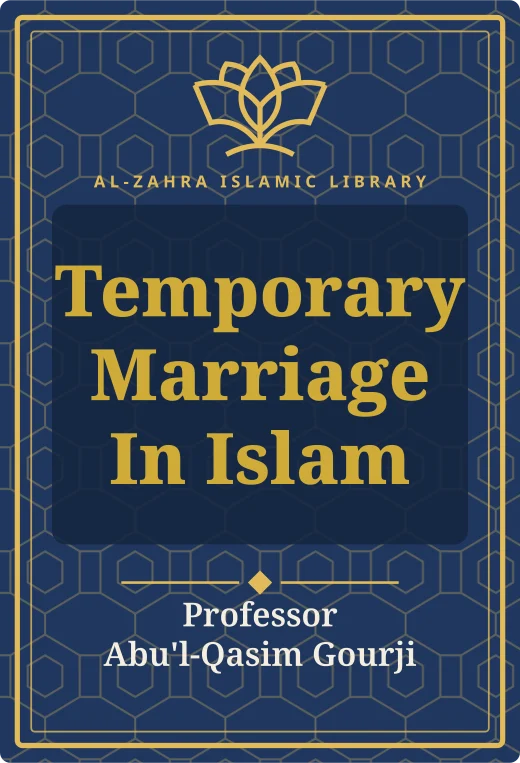 AL-ZAHRA ISLAMIC LIBRARY
Temporary
Marriage
In Islam
Professor
Abu'l-Qasim Gourji